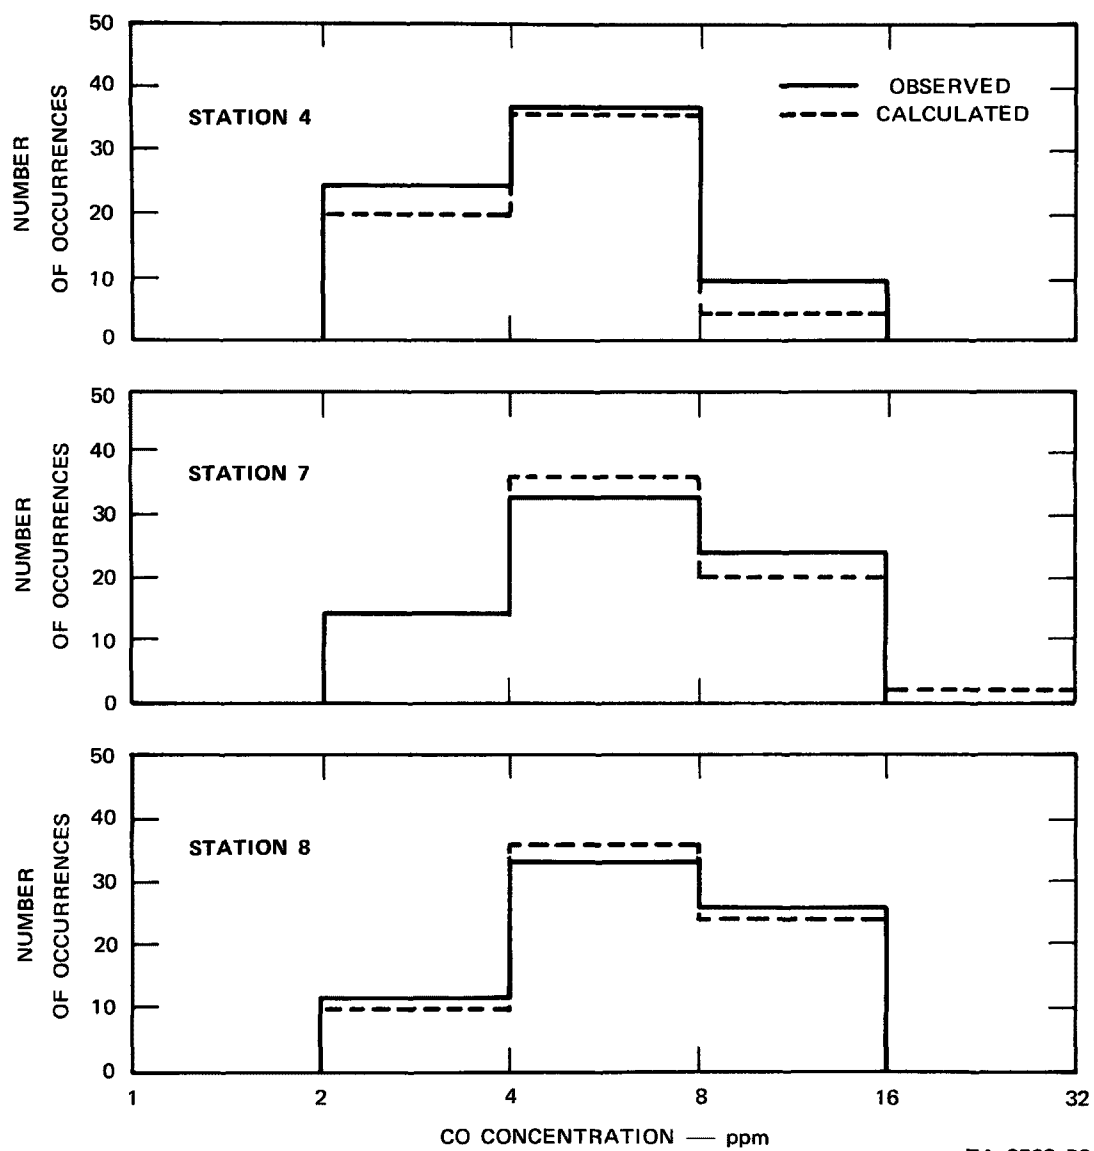 50
40
30
20
10
0
NUMBER
OF OCCURRENCES
STATION 4
OBSERVED
CALCULATED
50
40
30
20
10
0
NUMBER
OF OCCURRENCES
STATION 7
50
40
30
20
10
0
NUMBER
OF OCCURRENCES
STATION 8
1 2 4 8 16 32
CO CONCENTRATION — ppm